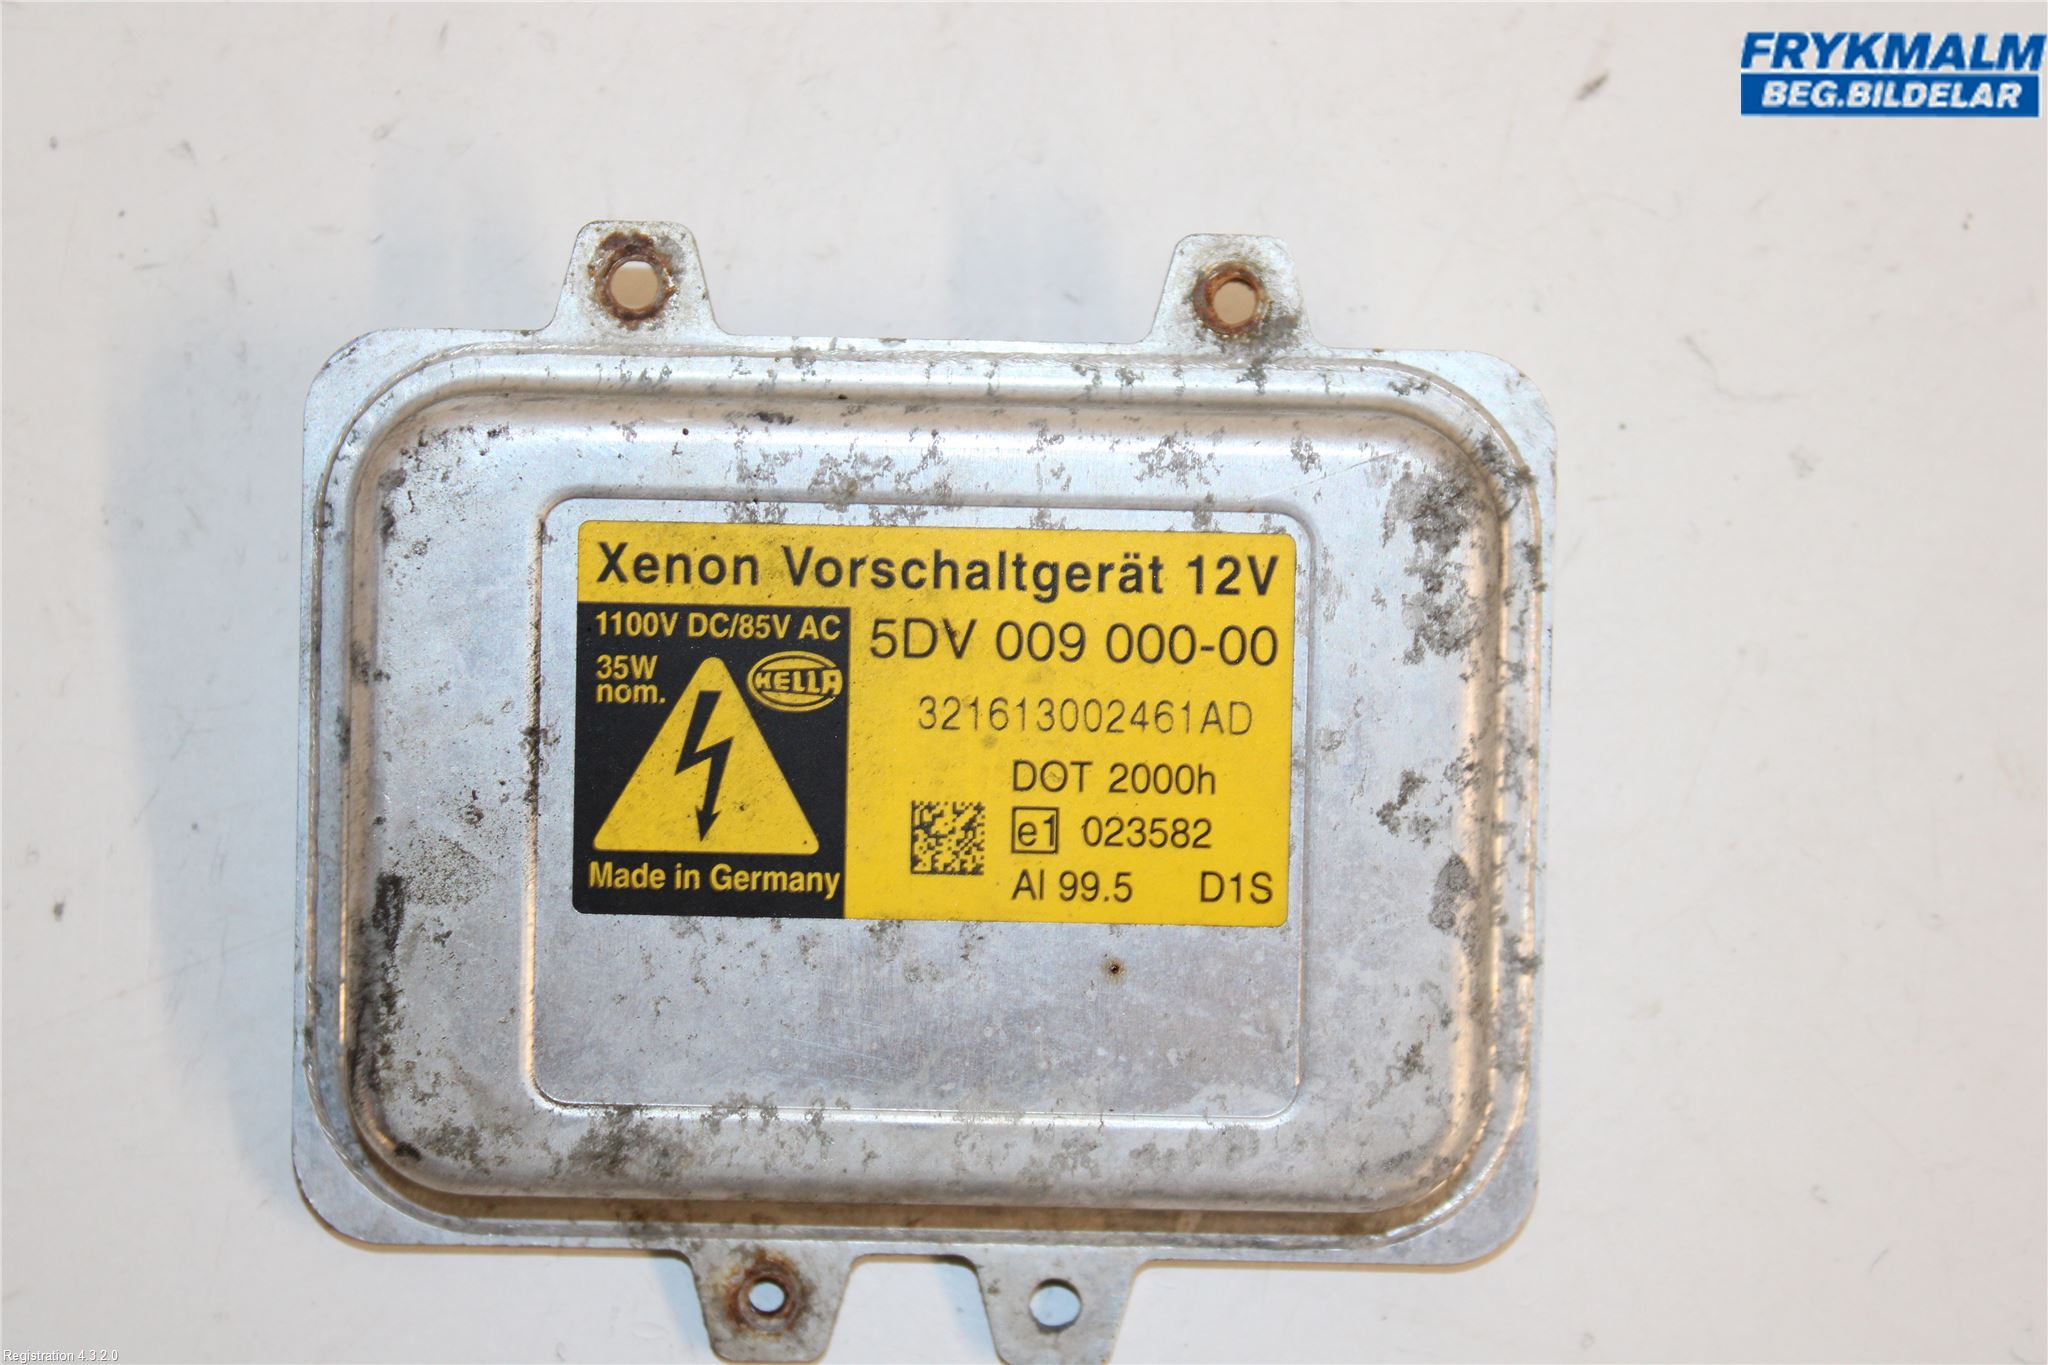 FRYKMALM
BEG.BILDELAR
Xenon Vorschaltgerät 12V
1100V DC/85V AC
35W
nom.
HELLA
Made in Germany
5DV 009 000-00
321613002461AD
DOT 2000h
e1 023582
Al 99.5 D1S
Registration 4.3.2.0